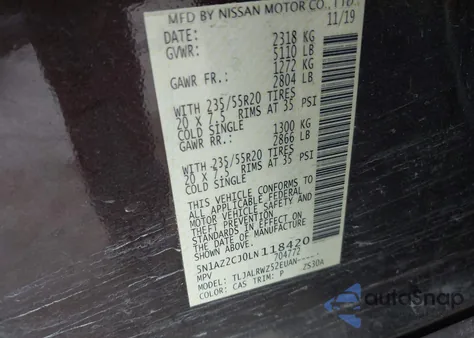 MFD BY NISSAN MOTOR CO., LTD.
DATE: 11/19
GVWR: 2318 KG
5110 LB
GAWR FR.: 1272 KG
2804 LB
WITH 235/55R20 TIRES
20 X 7.5 RIMS AT 35 PSI
COLD SINGLE
GAWR RR.: 1300 KG
2866 LB
WITH 235/55R20 TIRES
20 X 7.5 RIMS AT 35 PSI
COLD SINGLE
THIS VEHICLE CONFORMS TO
ALL APPLICABLE FEDERAL
MOTOR VEHICLE SAFETY AND
THEFT PREVENTION
STANDARDS IN EFFECT ON
THE DATE OF MANUFACTURE
SHOWN ABOVE.
5N1AZ2CJ0LN118420
MPV 204772
TLJALRWZ52EUAN-----
COLOR: CAS TRIM: P
autoSnap